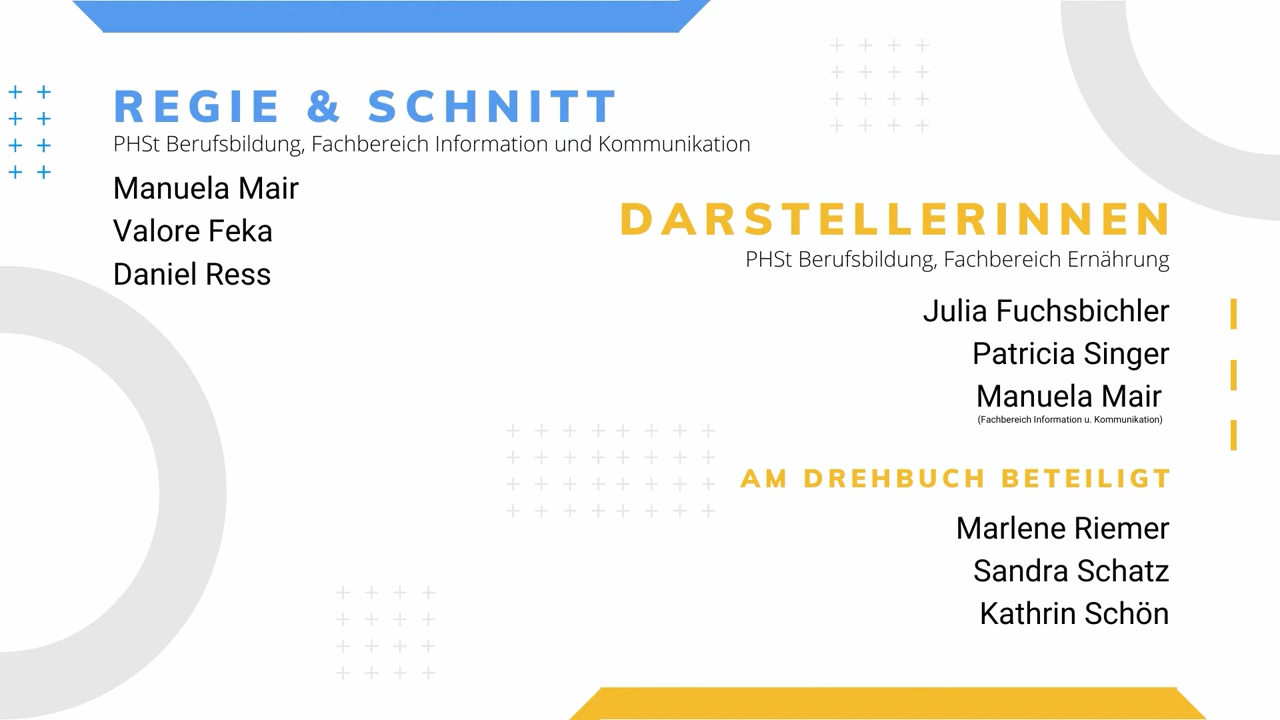 REGIE & SCHNITT
PHSt Berufsbildung, Fachbereich Information und Kommunikation
Manuela Mair
Valore Feka
Daniel Ress
DARSTELLERINNEN
PHSt Berufsbildung, Fachbereich Ernährung
Julia Fuchsbichler
Patricia Singer
Manuela Mair
(Fachbereich Information u. Kommunikation)
AM DREHBUCH BETEILIGT
Marlene Riemer
Sandra Schatz
Kathrin Schön